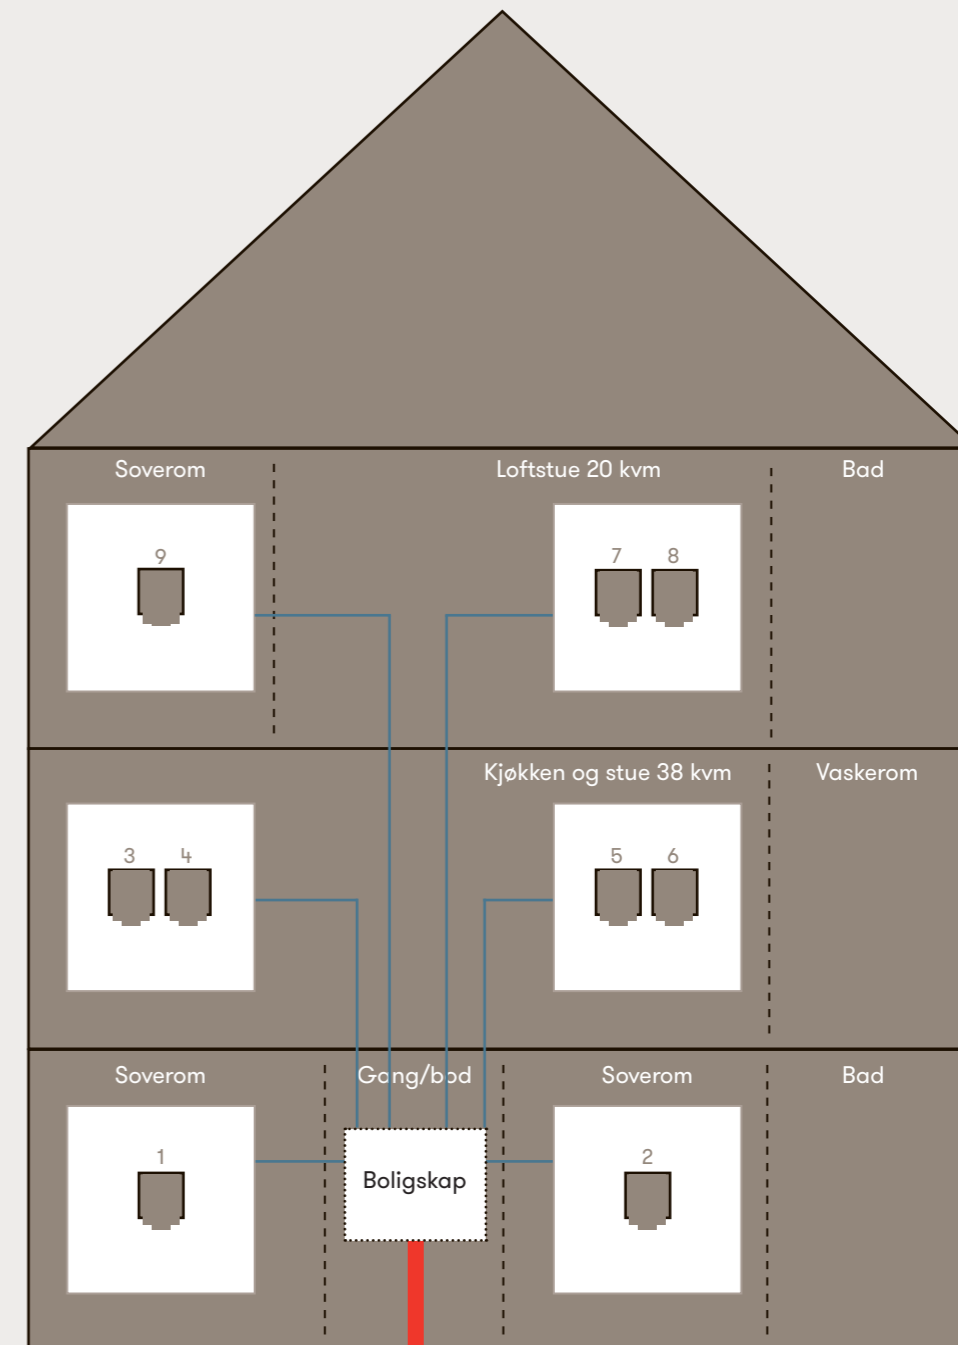 Soverom
Loftstue 20 kvm
Bad
9
7
8
Kjøkken og stue 38 kvm
Vaskerom
3
4
5
6
Soverom
Gang/bod
Soverom
Bad
1
Boligskap
2